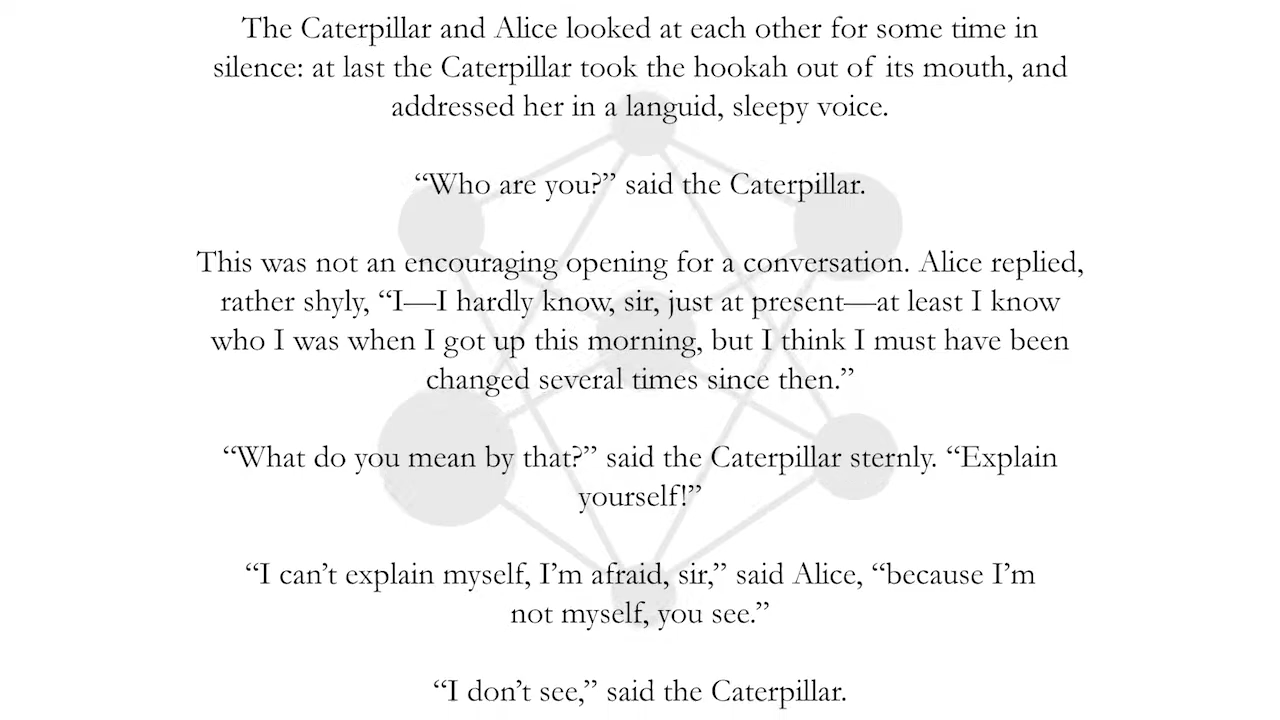 The Caterpillar and Alice looked at each other for some time in
silence: at last the Caterpillar took the hookah out of its mouth, and
addressed her in a languid, sleepy voice.
“Who are you?” said the Caterpillar.
This was not an encouraging opening for a conversation. Alice replied,
rather shyly, “I—I hardly know, sir, just at present—at least I know
who I was when I got up this morning, but I think I must have been
changed several times since then.”
“What do you mean by that?” said the Caterpillar sternly. “Explain
yourself!”
“I can’t explain myself, I’m afraid, sir,” said Alice, “because I’m
not myself, you see.”
“I don’t see,” said the Caterpillar.